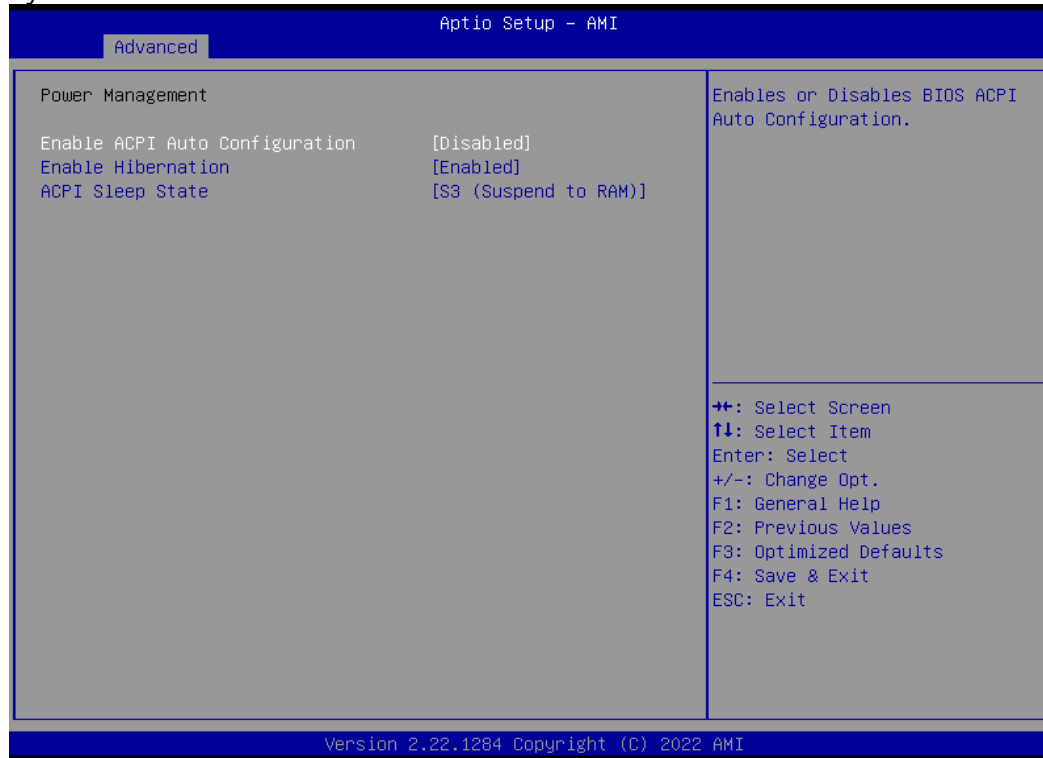 Aptio Setup – AMI
Advanced
Power Management
Enable ACPI Auto Configuration [Disabled]
Enable Hibernation [Enabled]
ACPI Sleep State [S3 (Suspend to RAM)]
Enables or Disables BIOS ACPI
Auto Configuration.
→←: Select Screen
↑↓: Select Item
Enter: Select
+/-: Change Opt.
F1: General Help
F2: Previous Values
F3: Optimized Defaults
F4: Save & Exit
ESC: Exit
Version 2.22.1284 Copyright (C) 2022 AMI